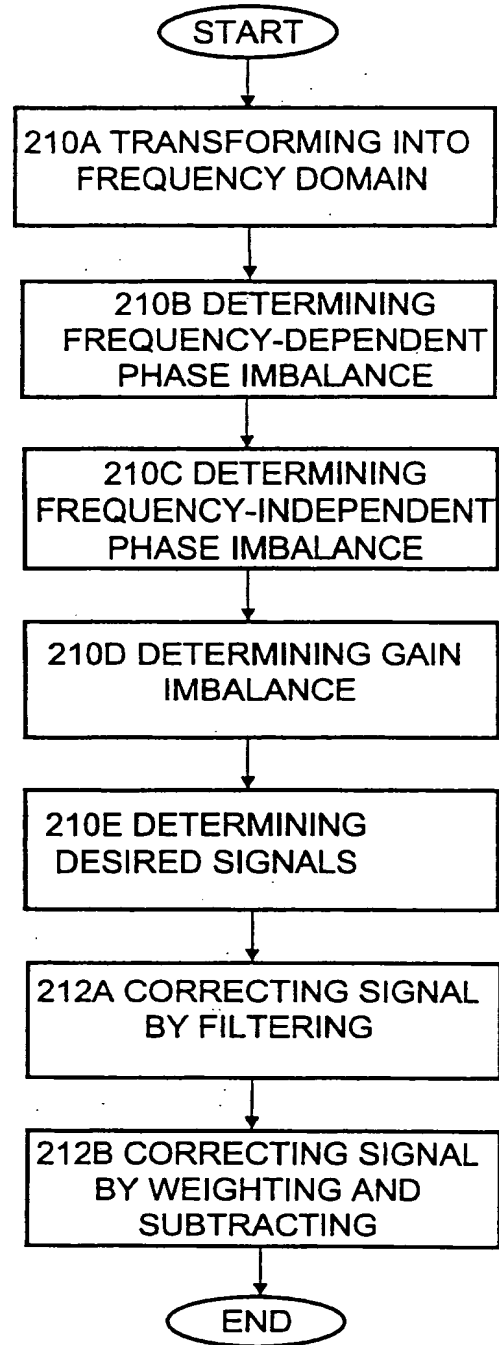 START
210A TRANSFORMING INTO
FREQUENCY DOMAIN
210B DETERMINING
FREQUENCY-DEPENDENT
PHASE IMBALANCE
210C DETERMINING
FREQUENCY-INDEPENDENT
PHASE IMBALANCE
210D DETERMINING GAIN
IMBALANCE
210E DETERMINING
DESIRED SIGNALS
212A CORRECTING SIGNAL
BY FILTERING
212B CORRECTING SIGNAL
BY WEIGHTING AND
SUBTRACTING
END